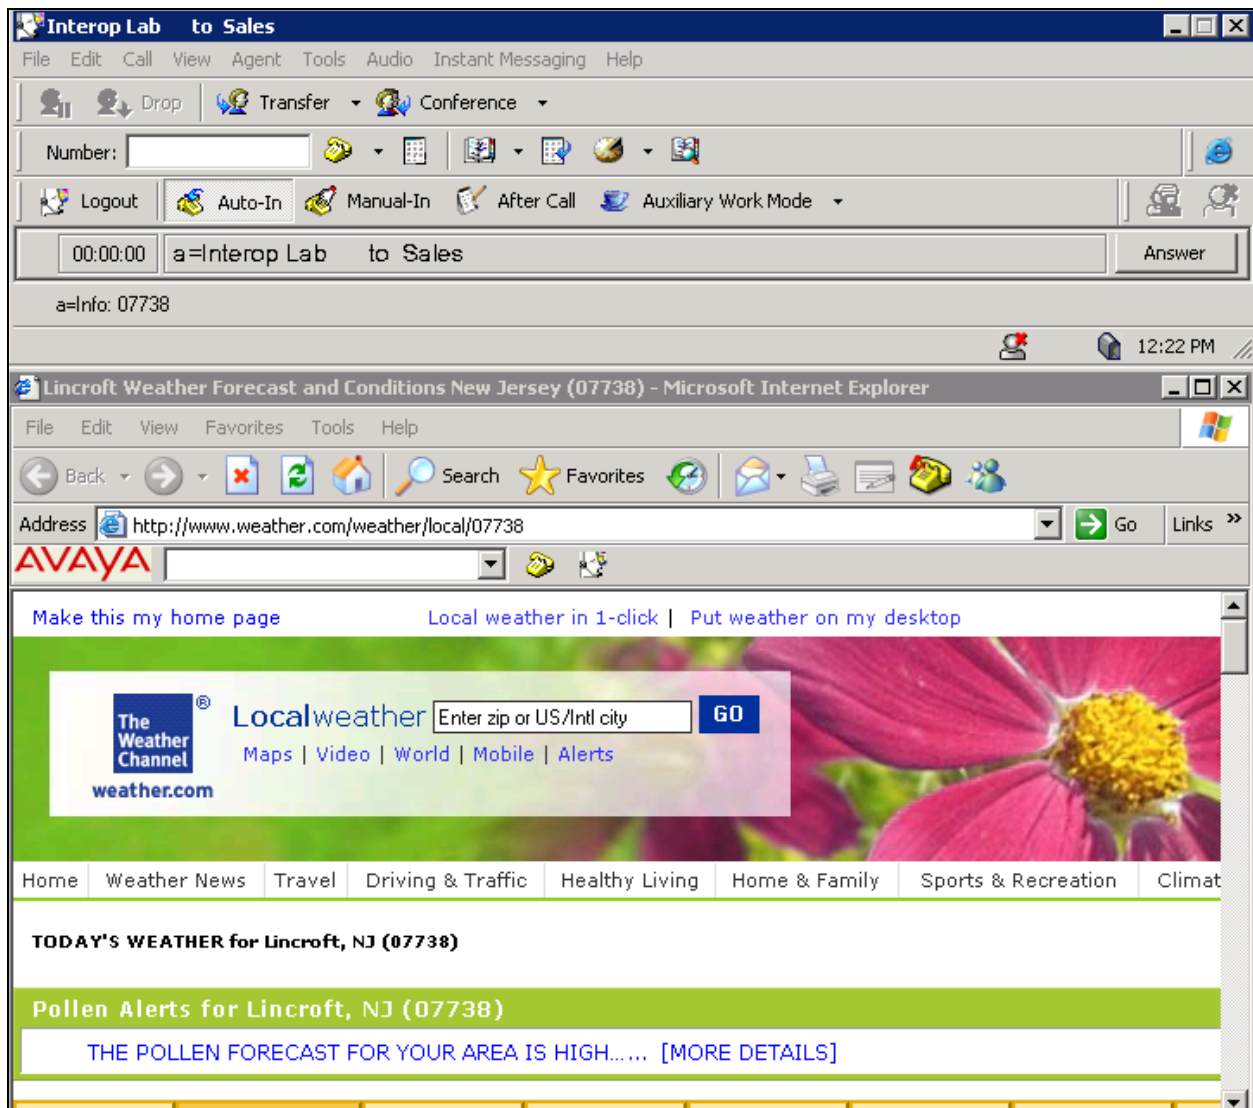 Interop Lab to Sales
File Edit Call View Agent Tools Audio Instant Messaging Help
Drop Transfer Conference
Number:
Logout Auto-In Manual-In After Call Auxiliary Work Mode
00:00:00 a=Interop Lab to Sales Answer
a=Info: 07738
12:22 PM
Lincroft Weather Forecast and Conditions New Jersey (07738) - Microsoft Internet Explorer
File Edit View Favorites Tools Help
Back Search Favorites
Address http://www.weather.com/weather/local/07738 Go Links »
AVAYA
Make this my home page Local weather in 1-click | Put weather on my desktop
The Weather Channel ®
weather.com
Localweather Enter zip or US/Intl city GO
Maps | Video | World | Mobile | Alerts
Home Weather News Travel Driving & Traffic Healthy Living Home & Family Sports & Recreation Climat
TODAY'S WEATHER for Lincroft, NJ (07738)
Pollen Alerts for Lincroft, NJ (07738)
THE POLLEN FORECAST FOR YOUR AREA IS HIGH...... [MORE DETAILS]